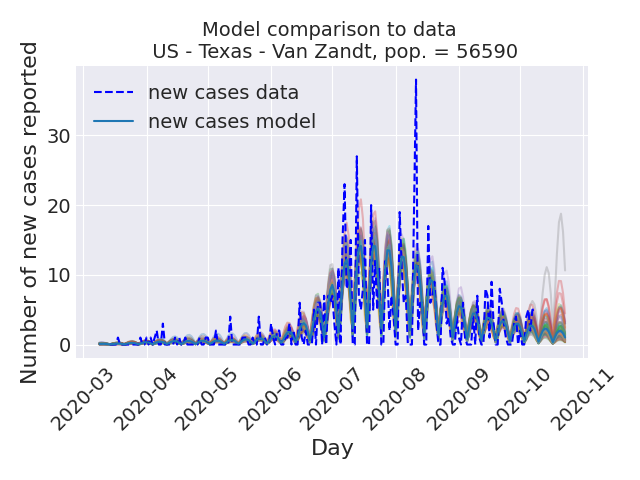 Model comparison to data
US - Texas - Van Zandt, pop. = 56590
new cases data
new cases model
Number of new cases reported
30
20
10
0
2020-03
2020-04
2020-05
2020-06
2020-07
2020-08
2020-09
2020-10
2020-11
Day